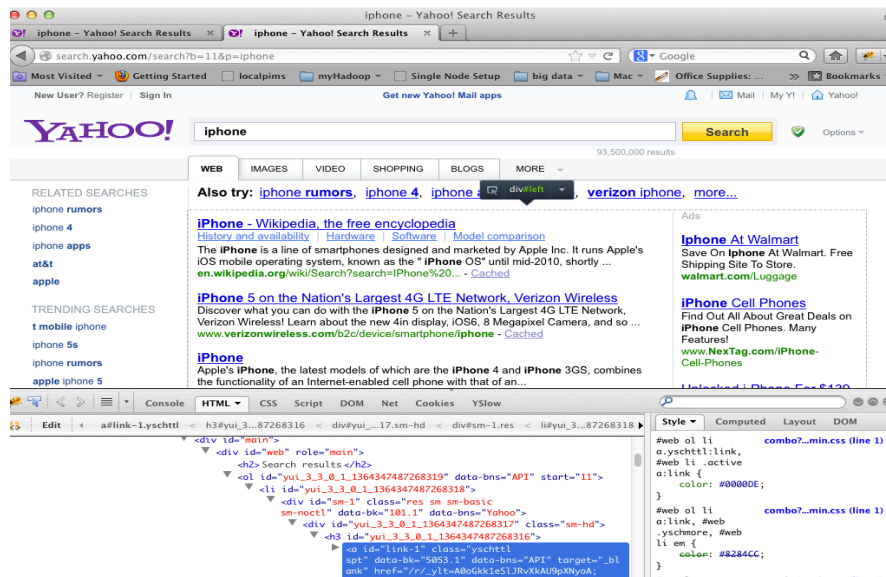 iphone – Yahoo! Search Results
iphone – Yahoo! Search Results × iphone – Yahoo! Search Results × +
search.yahoo.com/search?b=11&p=iphone Google
Most Visited Getting Started localpims myHadoop Single Node Setup big data Mac Office Supplies: ... » Bookmarks
New User? Register | Sign In Get new Yahoo! Mail apps Mail | My Y! | Yahoo!
YAHOO! iphone Search Options
93,500,000 results
WEB IMAGES VIDEO SHOPPING BLOGS MORE
RELATED SEARCHES
iphone rumors
iphone 4
iphone apps
at&t
apple
TRENDING SEARCHES
t mobile iphone
iphone 5s
iphone rumors
apple iphone 5
Also try: iphone rumors, iphone 4, iphone div#left , verizon iphone, more...
iPhone - Wikipedia, the free encyclopedia
History and availability | Hardware | Software | Model comparison
The iPhone is a line of smartphones designed and marketed by Apple Inc. It runs Apple's
iOS mobile operating system, known as the " iPhone OS" until mid-2010, shortly ...
en.wikipedia.org/wiki/Search?search=IPhone%20... - Cached
iPhone 5 on the Nation's Largest 4G LTE Network, Verizon Wireless
Discover what you can do with the iPhone 5 on the Nation's Largest 4G LTE Network,
Verizon Wireless! Learn about the new 4in display, iOS6, 8 Megapixel Camera, and so ...
www.verizonwireless.com/b2c/device/smartphone/iphone - Cached
iPhone
Apple's iPhone, the latest models of which are the iPhone 4 and iPhone 3GS, combines
the functionality of an Internet-enabled cell phone with that of an...
Ads
Iphone At Walmart
Save On Iphone At Walmart. Free
Shipping Site To Store.
walmart.com/Luggage
iPhone Cell Phones
Find Out All About Great Deals on
iPhone Cell Phones. Many
Features!
www.NexTag.com/iPhone-
Cell-Phones
Unlocked i Phone For $139
Console HTML CSS Script DOM Net Cookies YSlow
Edit a#link-1.yschttl < h3#yui_3...87268316 < div#yui_...17.sm-hd < div#sm-1.res < li#yui_3...87268318
<div id="main">
<div id="web" role="main">
<h2>Search results</h2>
<ol id="yui_3_3_0_1_1364347487268319" data-bns="API" start="11">
<li id="yui_3_3_0_1_1364347487268318">
<div id="sm-1" class="res sm sm-basic
sm-noctl" data-bk="101.1" data-bns="Yahoo">
<div id="yui_3_3_0_1_1364347487268317" class="sm-hd">
<h3 id="yui_3_3_0_1_1364347487268316">
<a id="link-1" class="yschttl
spt" data-bk="5053.1" data-bns="API" target="_bl
ank" href="/r/_ylt=A0oGkk1eSlJRvXkAU9pXNyoA;
Style Computed Layout DOM
#web ol li combo?...min.css (line 1)
a.yschttl:link,
#web li .active
a:link {
color: #0000DE;
}
#web ol li combo?...min.css (line 1)
a:link, #web
.yschmore, #web
li em {
color: #8284CC;
}